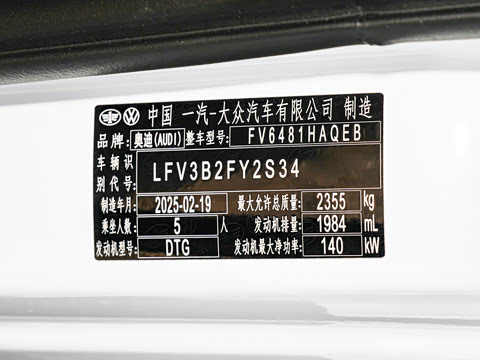 中国 一汽-大众汽车有限公司 制造
品牌: 奥迪(AUDI) 整车型号: FV6481HAQEB
车辆识别代号: LFV3B2FY2S34
制造年月: 2025-02-19 最大允许总质量: 2355 kg
乘坐人数: 5 人 发动机排量: 1984 mL
发动机型号: DTG 发动机最大净功率: 140 kW